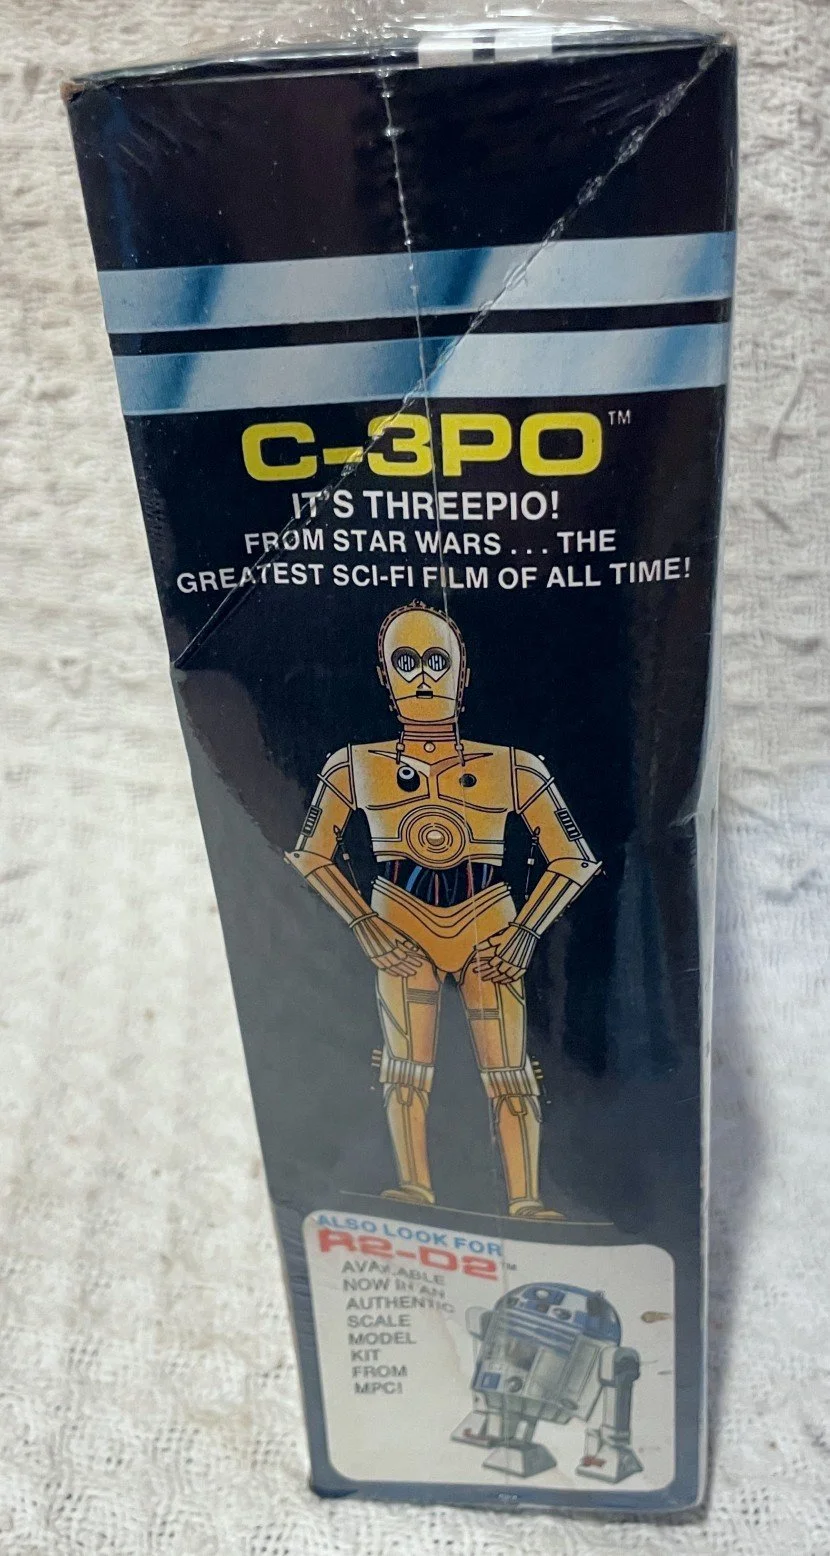 C-3PO™
IT'S THREEPIO!
FROM STAR WARS . . . THE
GREATEST SCI-FI FILM OF ALL TIME!
ALSO LOOK FOR
R2-D2™
AVAILABLE
NOW IN AN
AUTHENTIC
SCALE
MODEL
KIT
FROM
MPC!